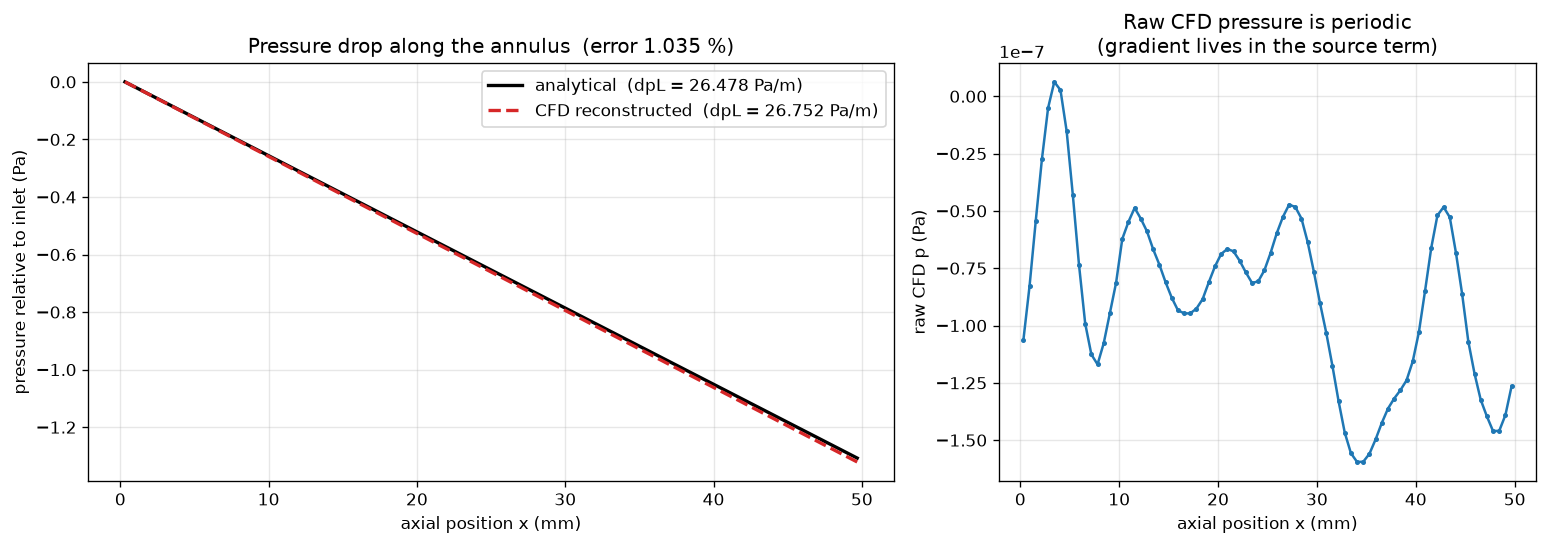 Pressure drop along the annulus  (error 1.035 %)
analytical  (dpL = 26.478 Pa/m)
CFD reconstructed  (dpL = 26.752 Pa/m)
pressure relative to inlet (Pa)
0.0
−0.2
−0.4
−0.6
−0.8
−1.0
−1.2
0
10
20
30
40
50
axial position x (mm)
Raw CFD pressure is periodic
(gradient lives in the source term)
1e−7
raw CFD p (Pa)
0.00
−0.25
−0.50
−0.75
−1.00
−1.25
−1.50
0
10
20
30
40
50
axial position x (mm)